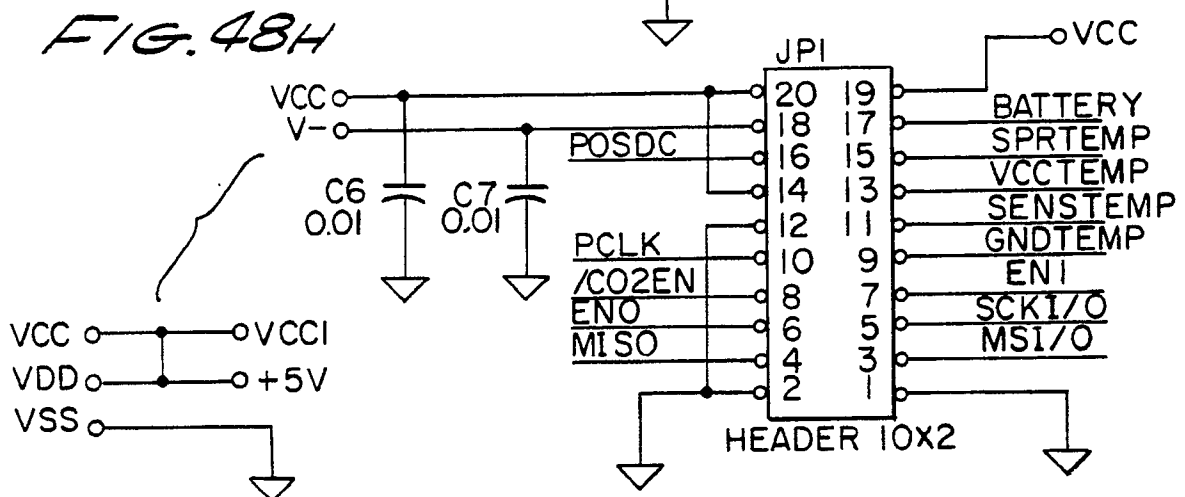 FIG. 48H
JP1
VCC
VCC
V-
POSDC
PCLK
/CO2EN
ENO
MISO
20 19
18 17
16 15
14 13
12 11
10 9
8 7
6 5
4 3
2 1
BATTERY
SPRTEMP
VCCTEMP
SENSTEMP
GNDTEMP
EN1
SCKI/O
MSI/O
C6
0.01
C7
0.01
HEADER 10X2
VCC
VCC1
VDD
+5V
VSS